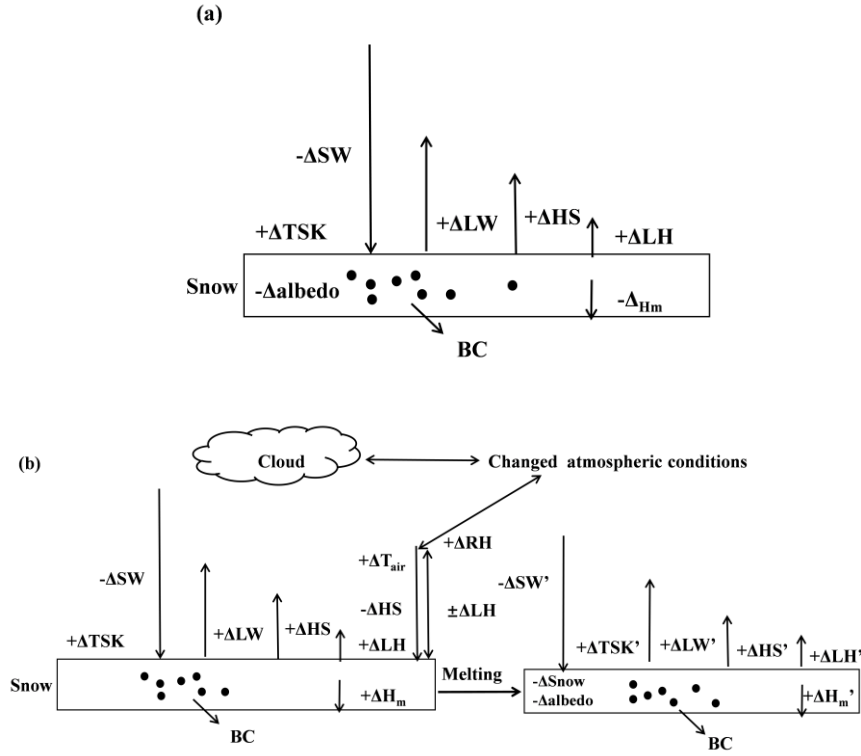 (a)
-ΔSW
+ΔTSK
+ΔLW
+ΔHS
+ΔLH
Snow
-Δalbedo
-ΔHm
BC
(b)
Cloud
Changed atmospheric conditions
+ΔRH
+ΔTair
-ΔSW
-ΔSW'
-ΔHS
±ΔLH
+ΔTSK
+ΔLW
+ΔHS
+ΔLH
+ΔTSK'
+ΔLW'
+ΔHS'
+ΔLH'
Snow
+ΔHm
Melting
-ΔSnow
-Δalbedo
+ΔHm'
BC
BC